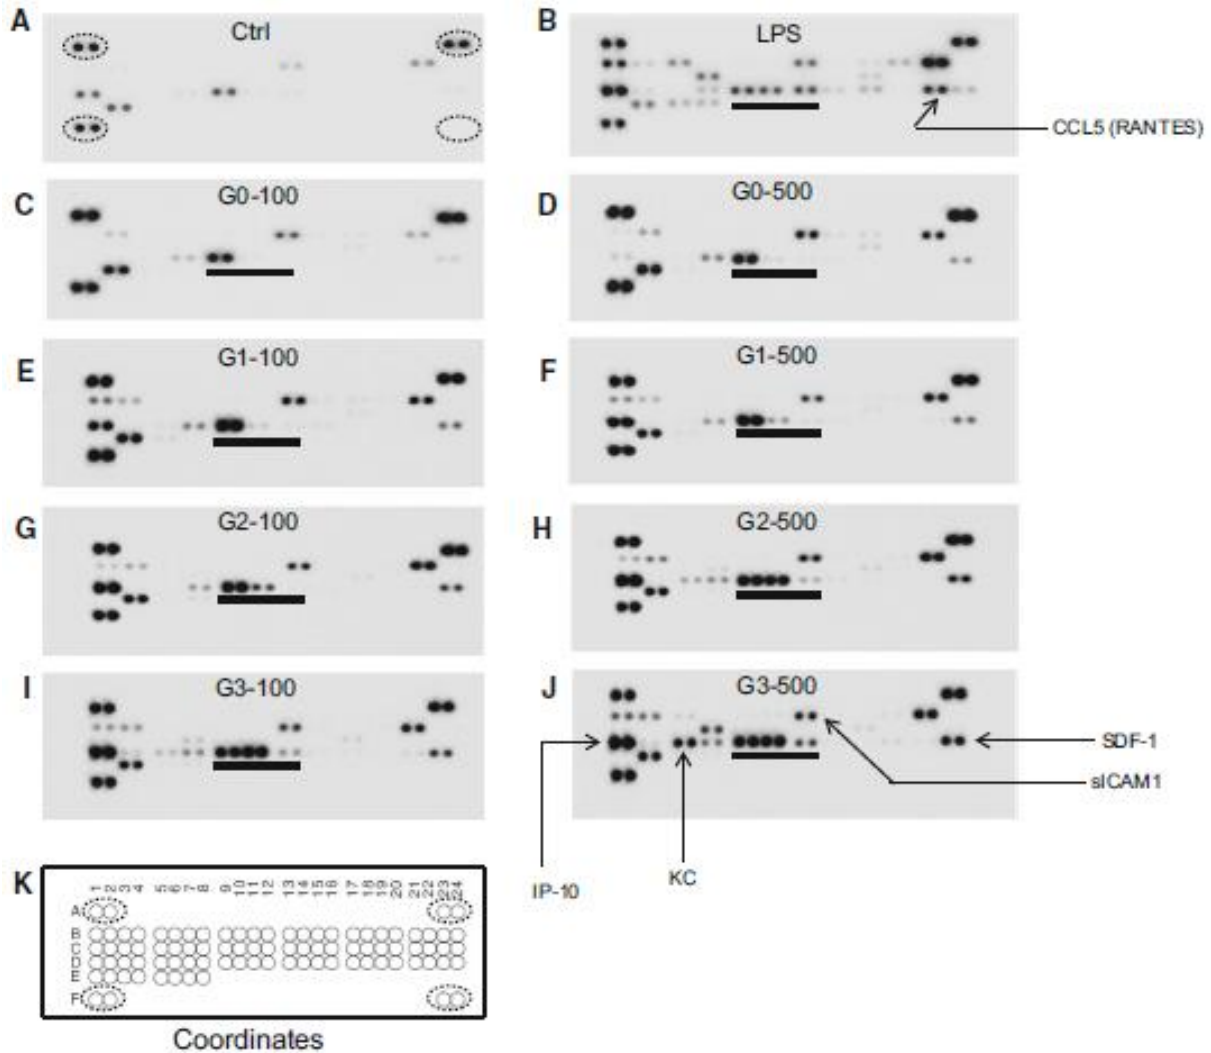 A
Ctrl
B
LPS
CCL5 (RANTES)
C
G0-100
D
G0-500
E
G1-100
F
G1-500
G
G2-100
H
G2-500
I
G3-100
J
G3-500
SDF-1
sICAM1
IP-10
KC
K
1 2 3 4 5 6 7 8 9 10 11 12 13 14 15 16 17 18 19 20 21 22 23 24
A
B
C
D
E
F
Coordinates